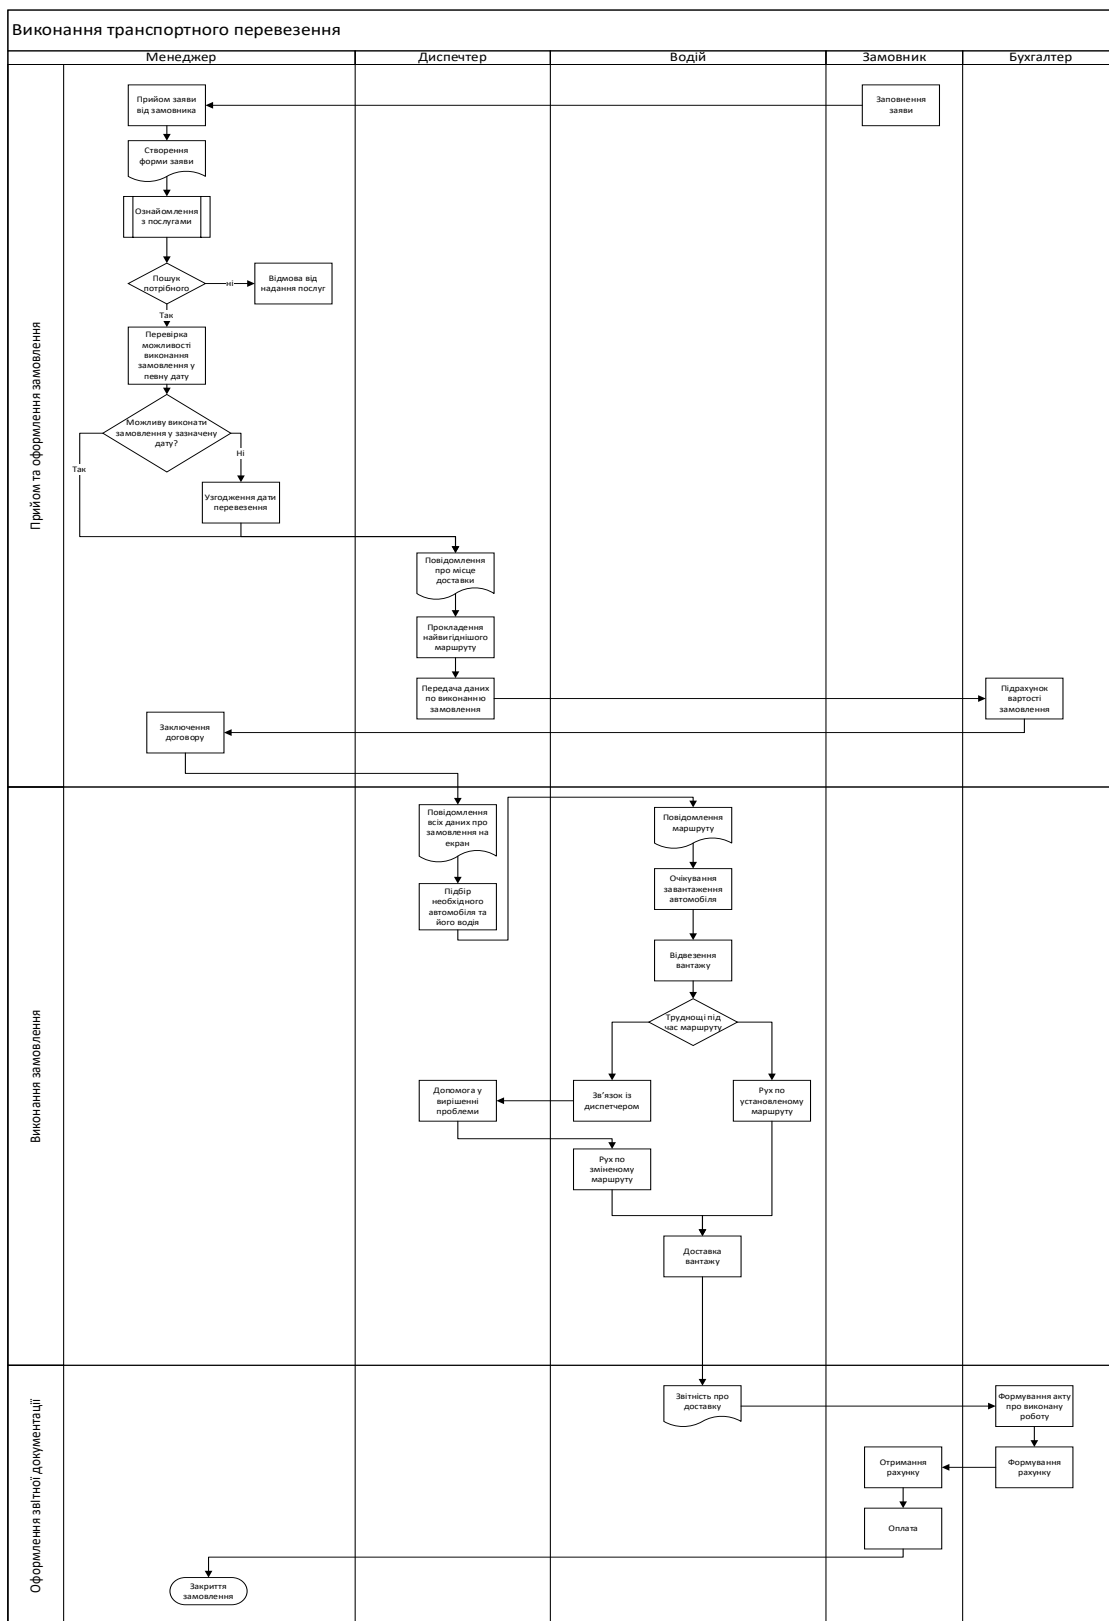 Виконання транспортного перевезення
Менеджер
Диспечтер
Водій
Замовник
Бухгалтер
Прийом та оформлення замовлення
Прийом заяви
від замовника
Заповнення
заяви
Створення
форми заяви
Ознайомлення
з послугами
Пошук
потрібного
ні
Відмова від
надання послуг
Так
Перевірка
можливості
виконання
замовлення у
певну дату
Можливу виконати
замовлення у зазначену
дату?
Так
Ні
Узгодження дати
перевезення
Повідомлення
про місце
доставки
Прокладення
найвигіднішого
маршруту
Передача даних
по виконанню
замовлення
Підрахунок
вартості
замовлення
Заключення
договору
Виконання замовлення
Повідомлення
всіх даних про
замовлення на
екран
Повідомлення
маршруту
Підбір
необхідного
автомобіля та
його водія
Очікування
завантаження
автомобіля
Відвезення
вантажу
Труднощі під
час маршруту
Допомога у
вирішенні
проблеми
Зв'язок із
диспетчером
Рух по
установленому
маршруту
Рух по
зміненому
маршруту
Доставка
вантажу
Оформлення звітної документації
Звітність про
доставку
Формування акту
про виконану
роботу
Отримання
рахунку
Формування
рахунку
Оплата
Закриття
замовлення